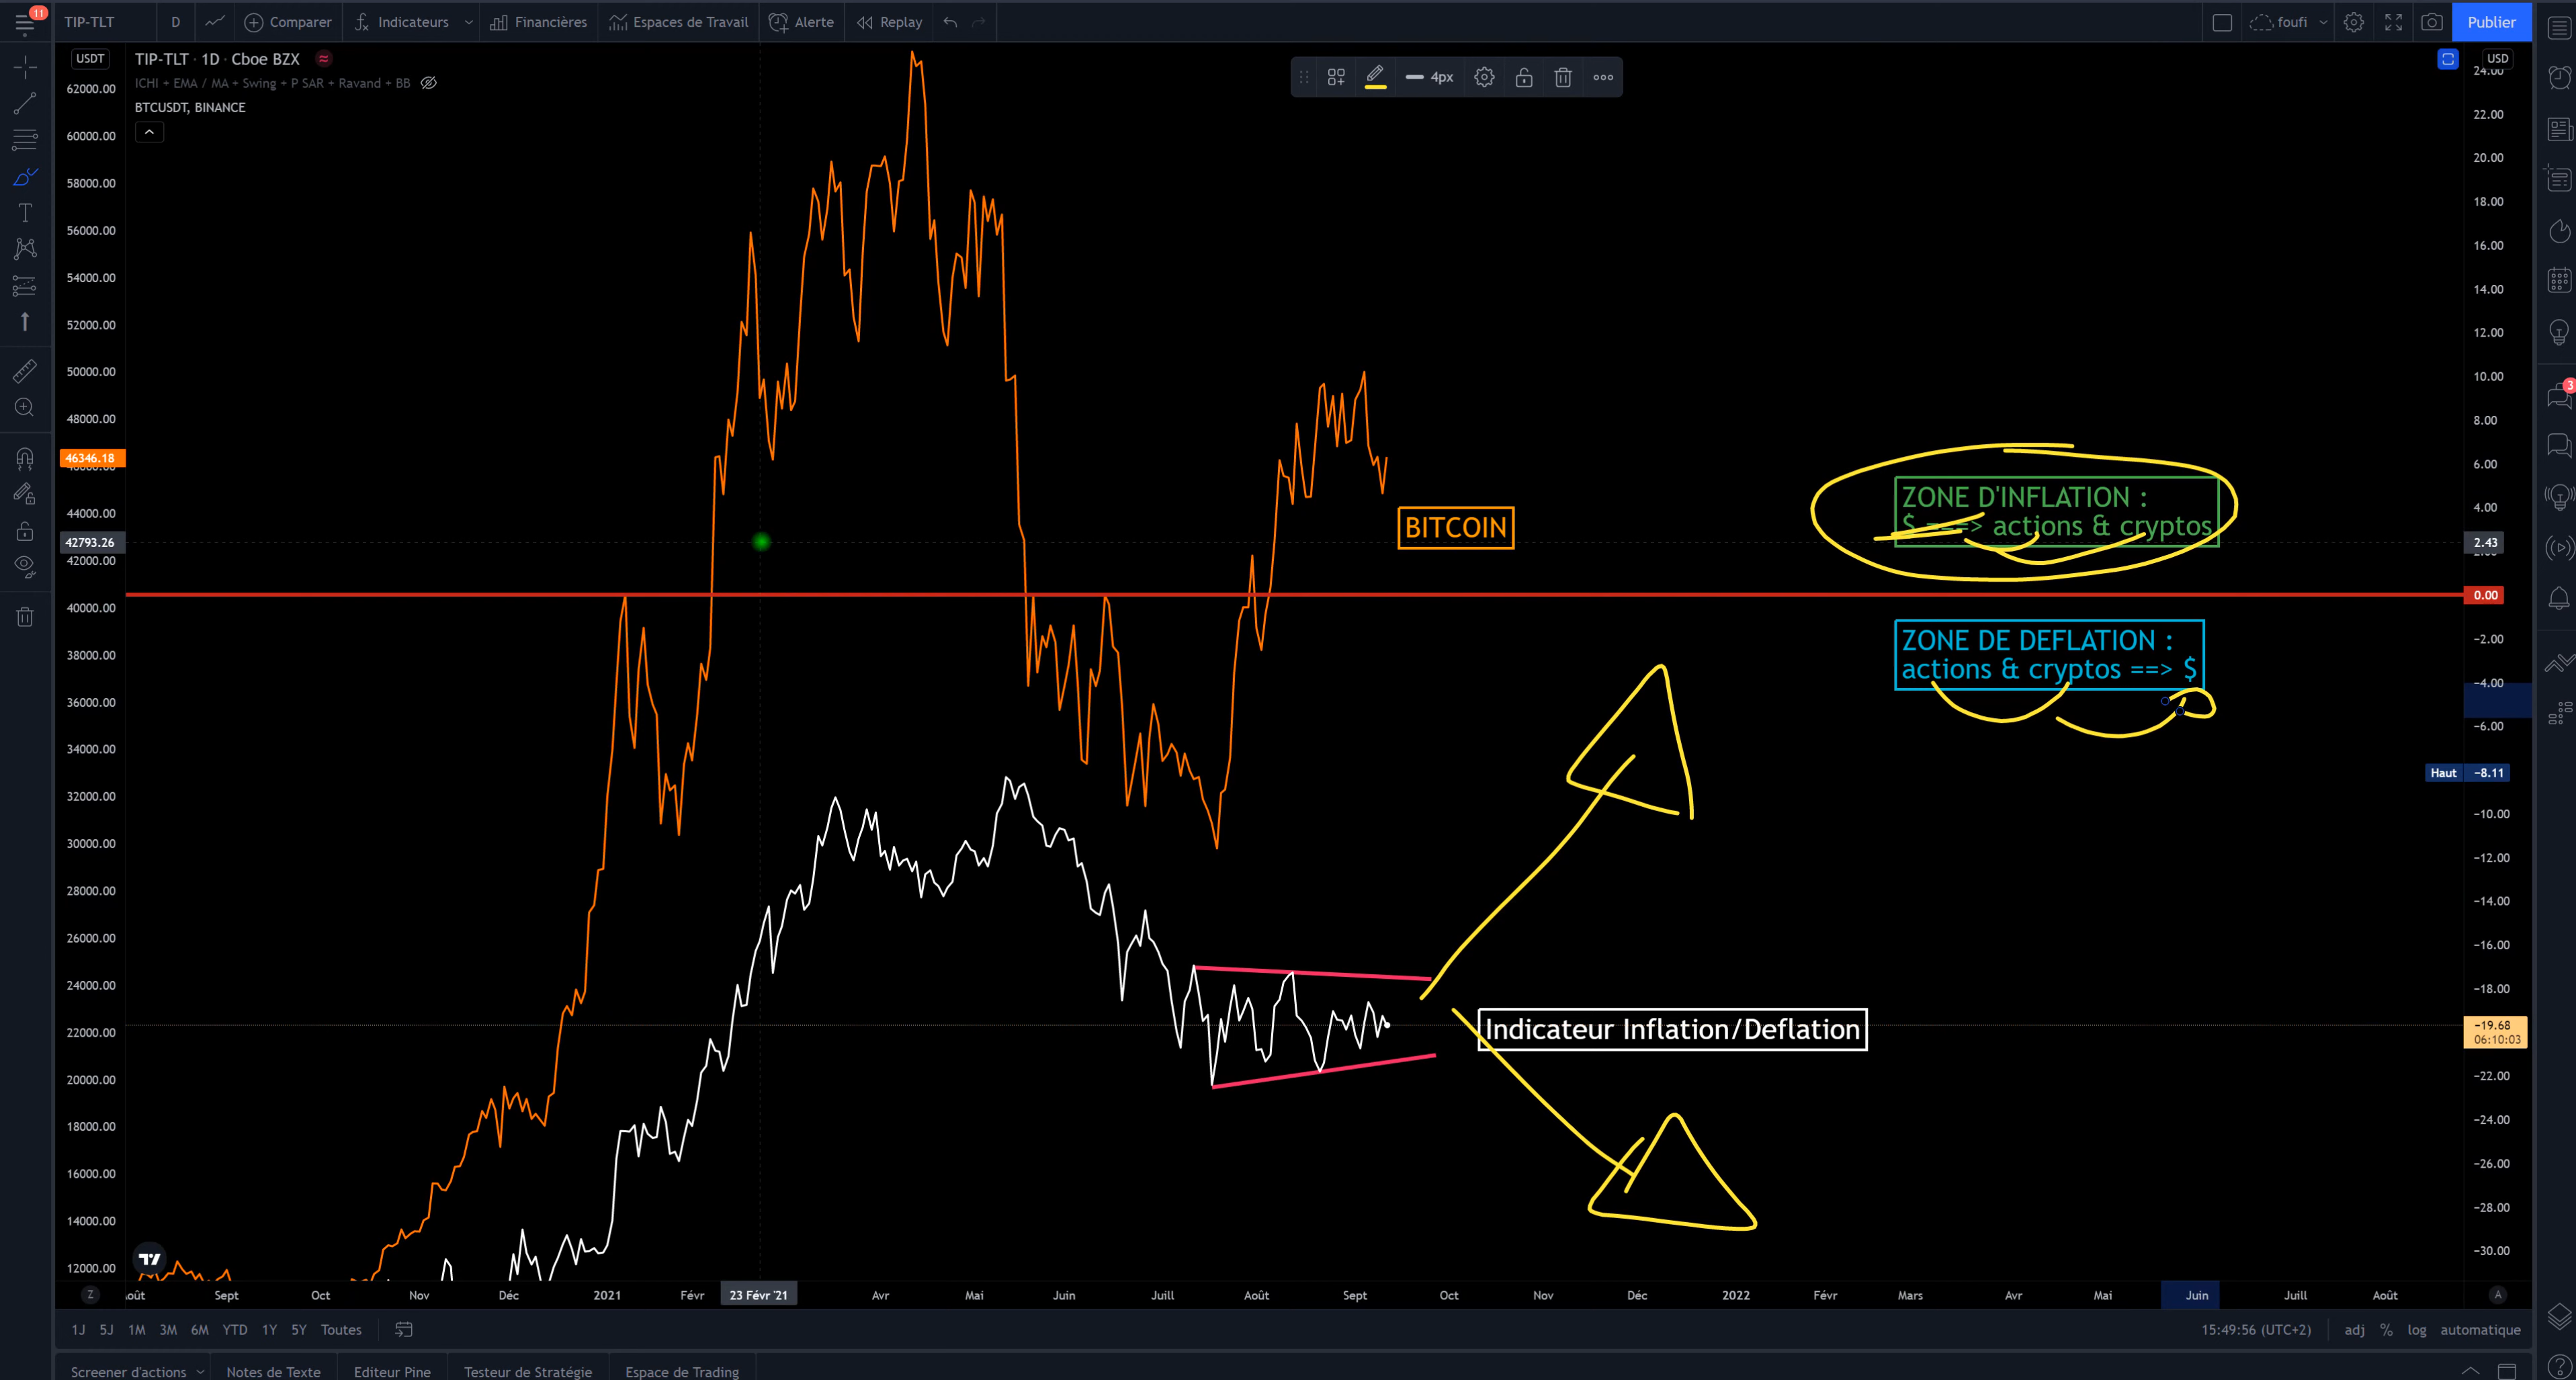 11
TIP-TLT
D
Comparer
Indicateurs
Financières
Espaces de Travail
Alerte
Replay
foufi
Publier
USDT
TIP-TLT · 1D · Cboe BZX
ICHI + EMA / MA + Swing + P SAR + Ravand + BB
BTCUSDT, BINANCE
4px
USD
62000.00
60000.00
58000.00
56000.00
54000.00
52000.00
50000.00
48000.00
46346.18
44000.00
42793.26
42000.00
40000.00
38000.00
36000.00
34000.00
32000.00
30000.00
28000.00
26000.00
24000.00
22000.00
20000.00
18000.00
16000.00
14000.00
12000.00
BITCOIN
ZONE D'INFLATION :
$ ===> actions & cryptos
ZONE DE DEFLATION :
actions & cryptos ==> $
Indicateur Inflation/Deflation
24.00
22.00
20.00
18.00
16.00
14.00
12.00
10.00
8.00
6.00
4.00
2.43
0.00
−2.00
−4.00
−6.00
Haut −8.11
−10.00
−12.00
−14.00
−16.00
−18.00
−19.68
06:10:03
−22.00
−24.00
−26.00
−28.00
−30.00
3
Z
oût
Sept
Oct
Nov
Déc
2021
Févr
23 Févr '21
Avr
Mai
Juin
Juill
Août
Sept
Oct
Nov
Déc
2022
Févr
Mars
Avr
Mai
Juin
Juill
Août
A
1J 5J 1M 3M 6M YTD 1Y 5Y Toutes
15:49:56 (UTC+2)
adj % log automatique
Screener d'actions
Notes de Texte
Editeur Pine
Testeur de Stratégie
Espace de Trading